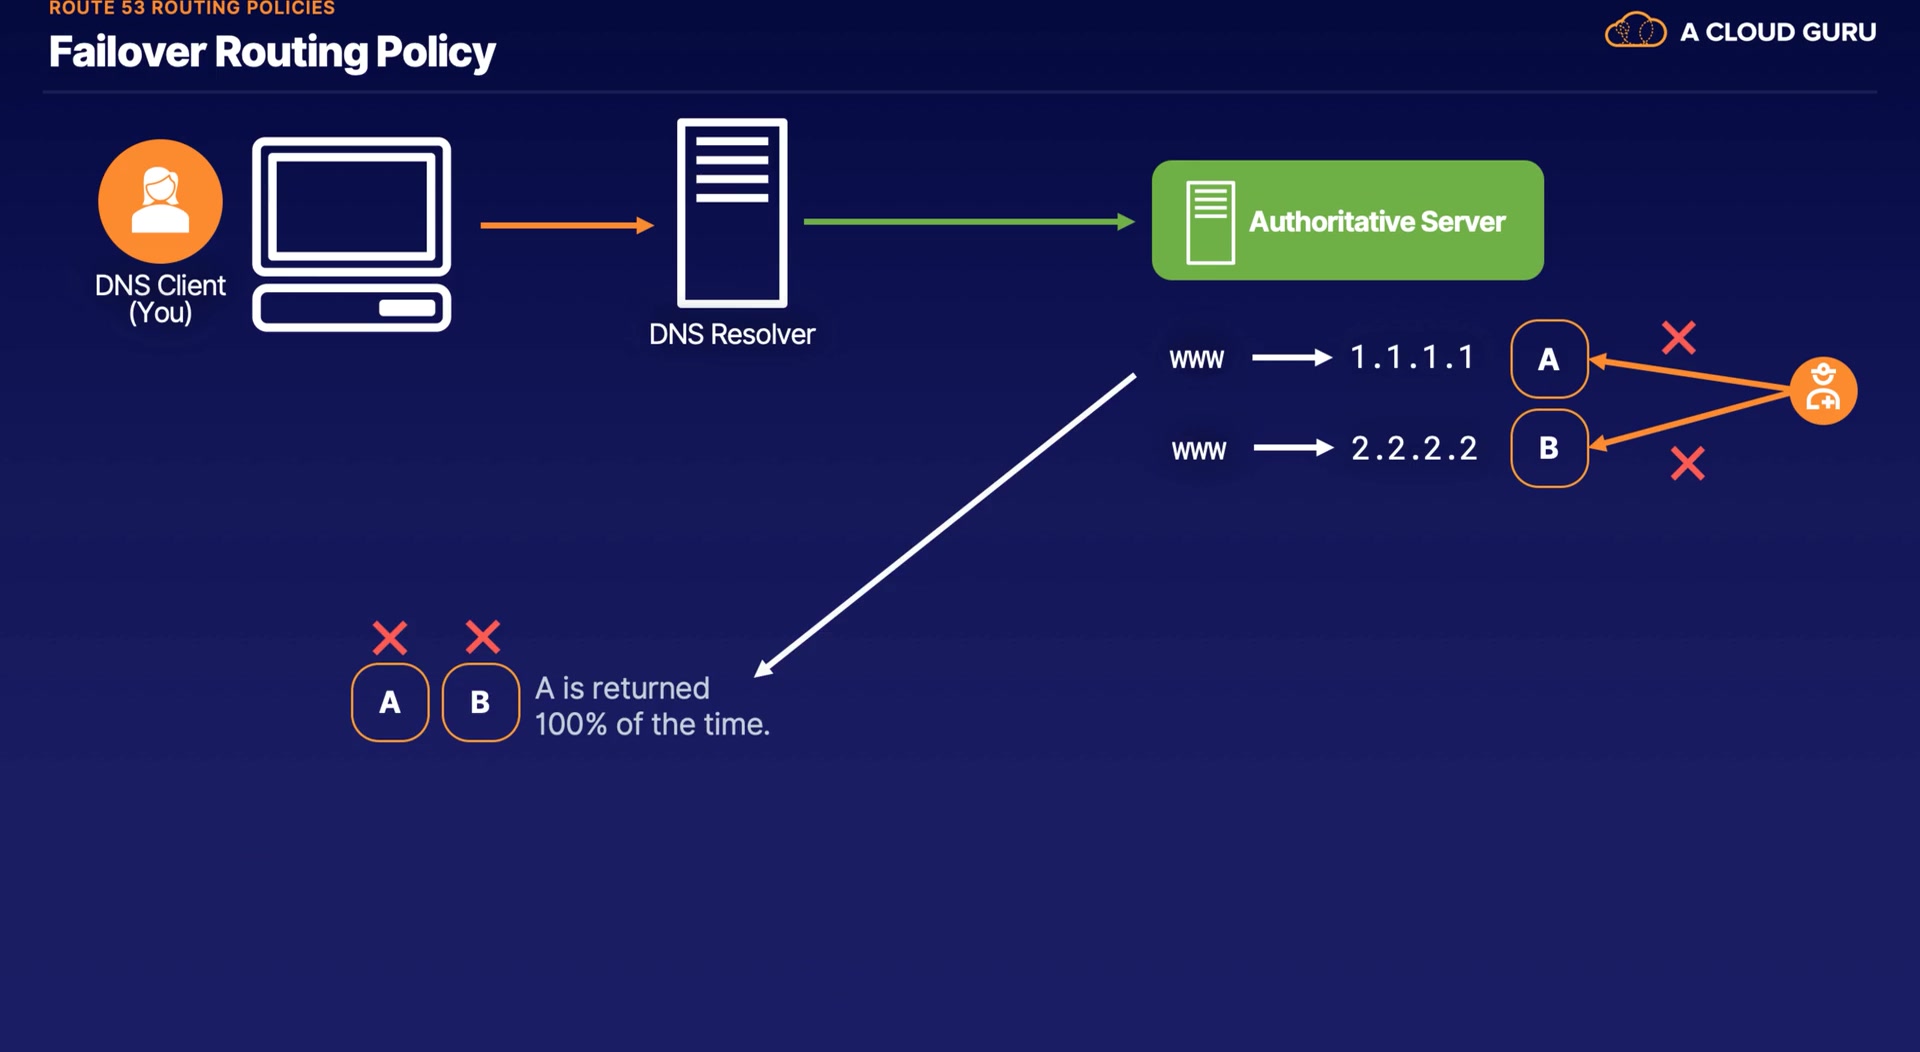 ROUTE 53 ROUTING POLICIES
Failover Routing Policy
A CLOUD GURU
DNS Client
(You)
DNS Resolver
Authoritative Server
www 1.1.1.1 A
www 2.2.2.2 B
A B
A is returned
100% of the time.